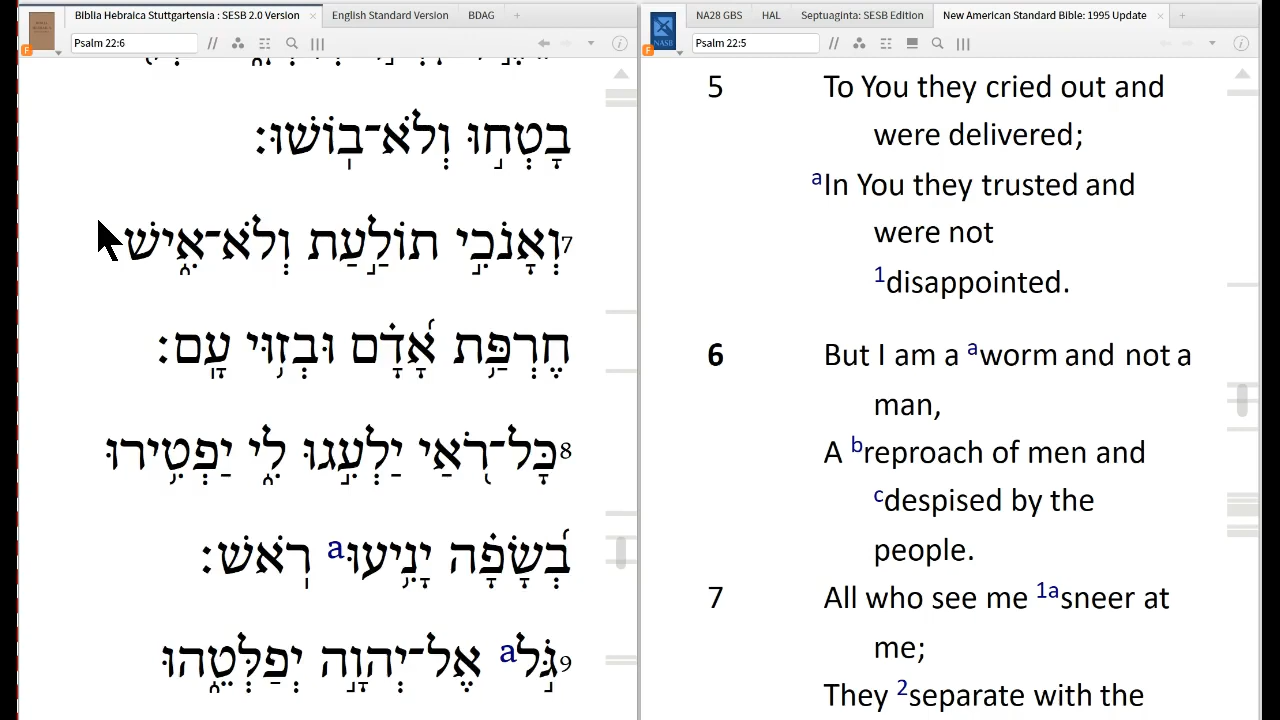 Biblia Hebraica Stuttgartensia : SESB 2.0 Version
English Standard Version
BDAG
Psalm 22:6
בָטְח֣וּ וְלֹא־בֽוֹשׁוּ׃
7 וְאָנֹכִ֣י תוֹלַ֣עַת וְלֹא־אִ֑ישׁ
חֶרְפַּ֥ת אָ֝דָ֗ם וּבְז֥וּי עָֽם׃
8 כָּל־רֹ֭אַי יַלְעִ֣גוּ לִ֑י יַפְטִ֥ירוּ
בְ֝שָׂפָ֗ה יָנִ֥יעוּ a רֹֽאשׁ׃
9 גֹּ֣ל a אֶל־יְהוָ֣ה יְפַלְּטֵ֑הוּ
NA28 GBS
HAL
Septuaginta: SESB Edition
New American Standard Bible: 1995 Update
NASB
Psalm 22:5
5 To You they cried out and
were delivered;
aIn You they trusted and
were not
1disappointed.
6 But I am a aworm and not a
man,
A breproach of men and
cdespised by the
people.
7 All who see me 1asneer at
me;
They 2separate with the